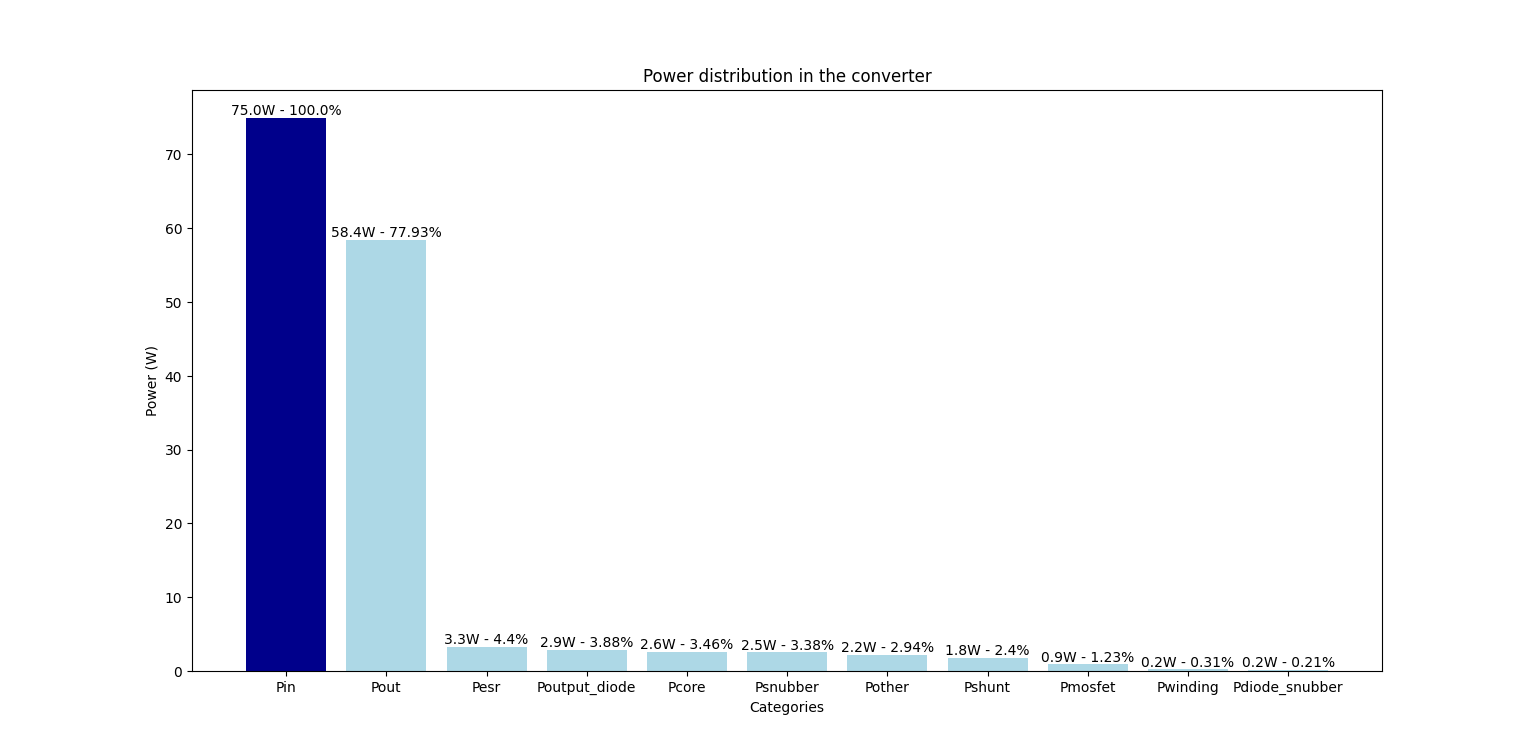 Power distribution in the converter
75.0W - 100.0%
58.4W - 77.93%
3.3W - 4.4%
2.9W - 3.88%
2.6W - 3.46%
2.5W - 3.38%
2.2W - 2.94%
1.8W - 2.4%
0.9W - 1.23%
0.2W - 0.31%
0.2W - 0.21%
Power (W)
70
60
50
40
30
20
10
0
Pin
Pout
Pesr
Poutput_diode
Pcore
Psnubber
Pother
Pshunt
Pmosfet
Pwinding
Pdiode_snubber
Categories